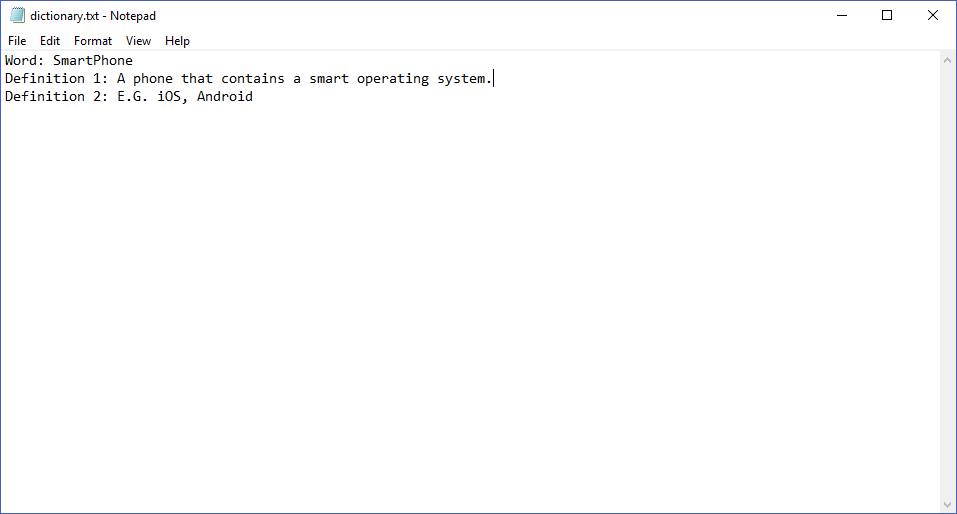 dictionary.txt - Notepad
File Edit Format View Help
Word: SmartPhone
Definition 1: A phone that contains a smart operating system.
Definition 2: E.G. iOS, Android